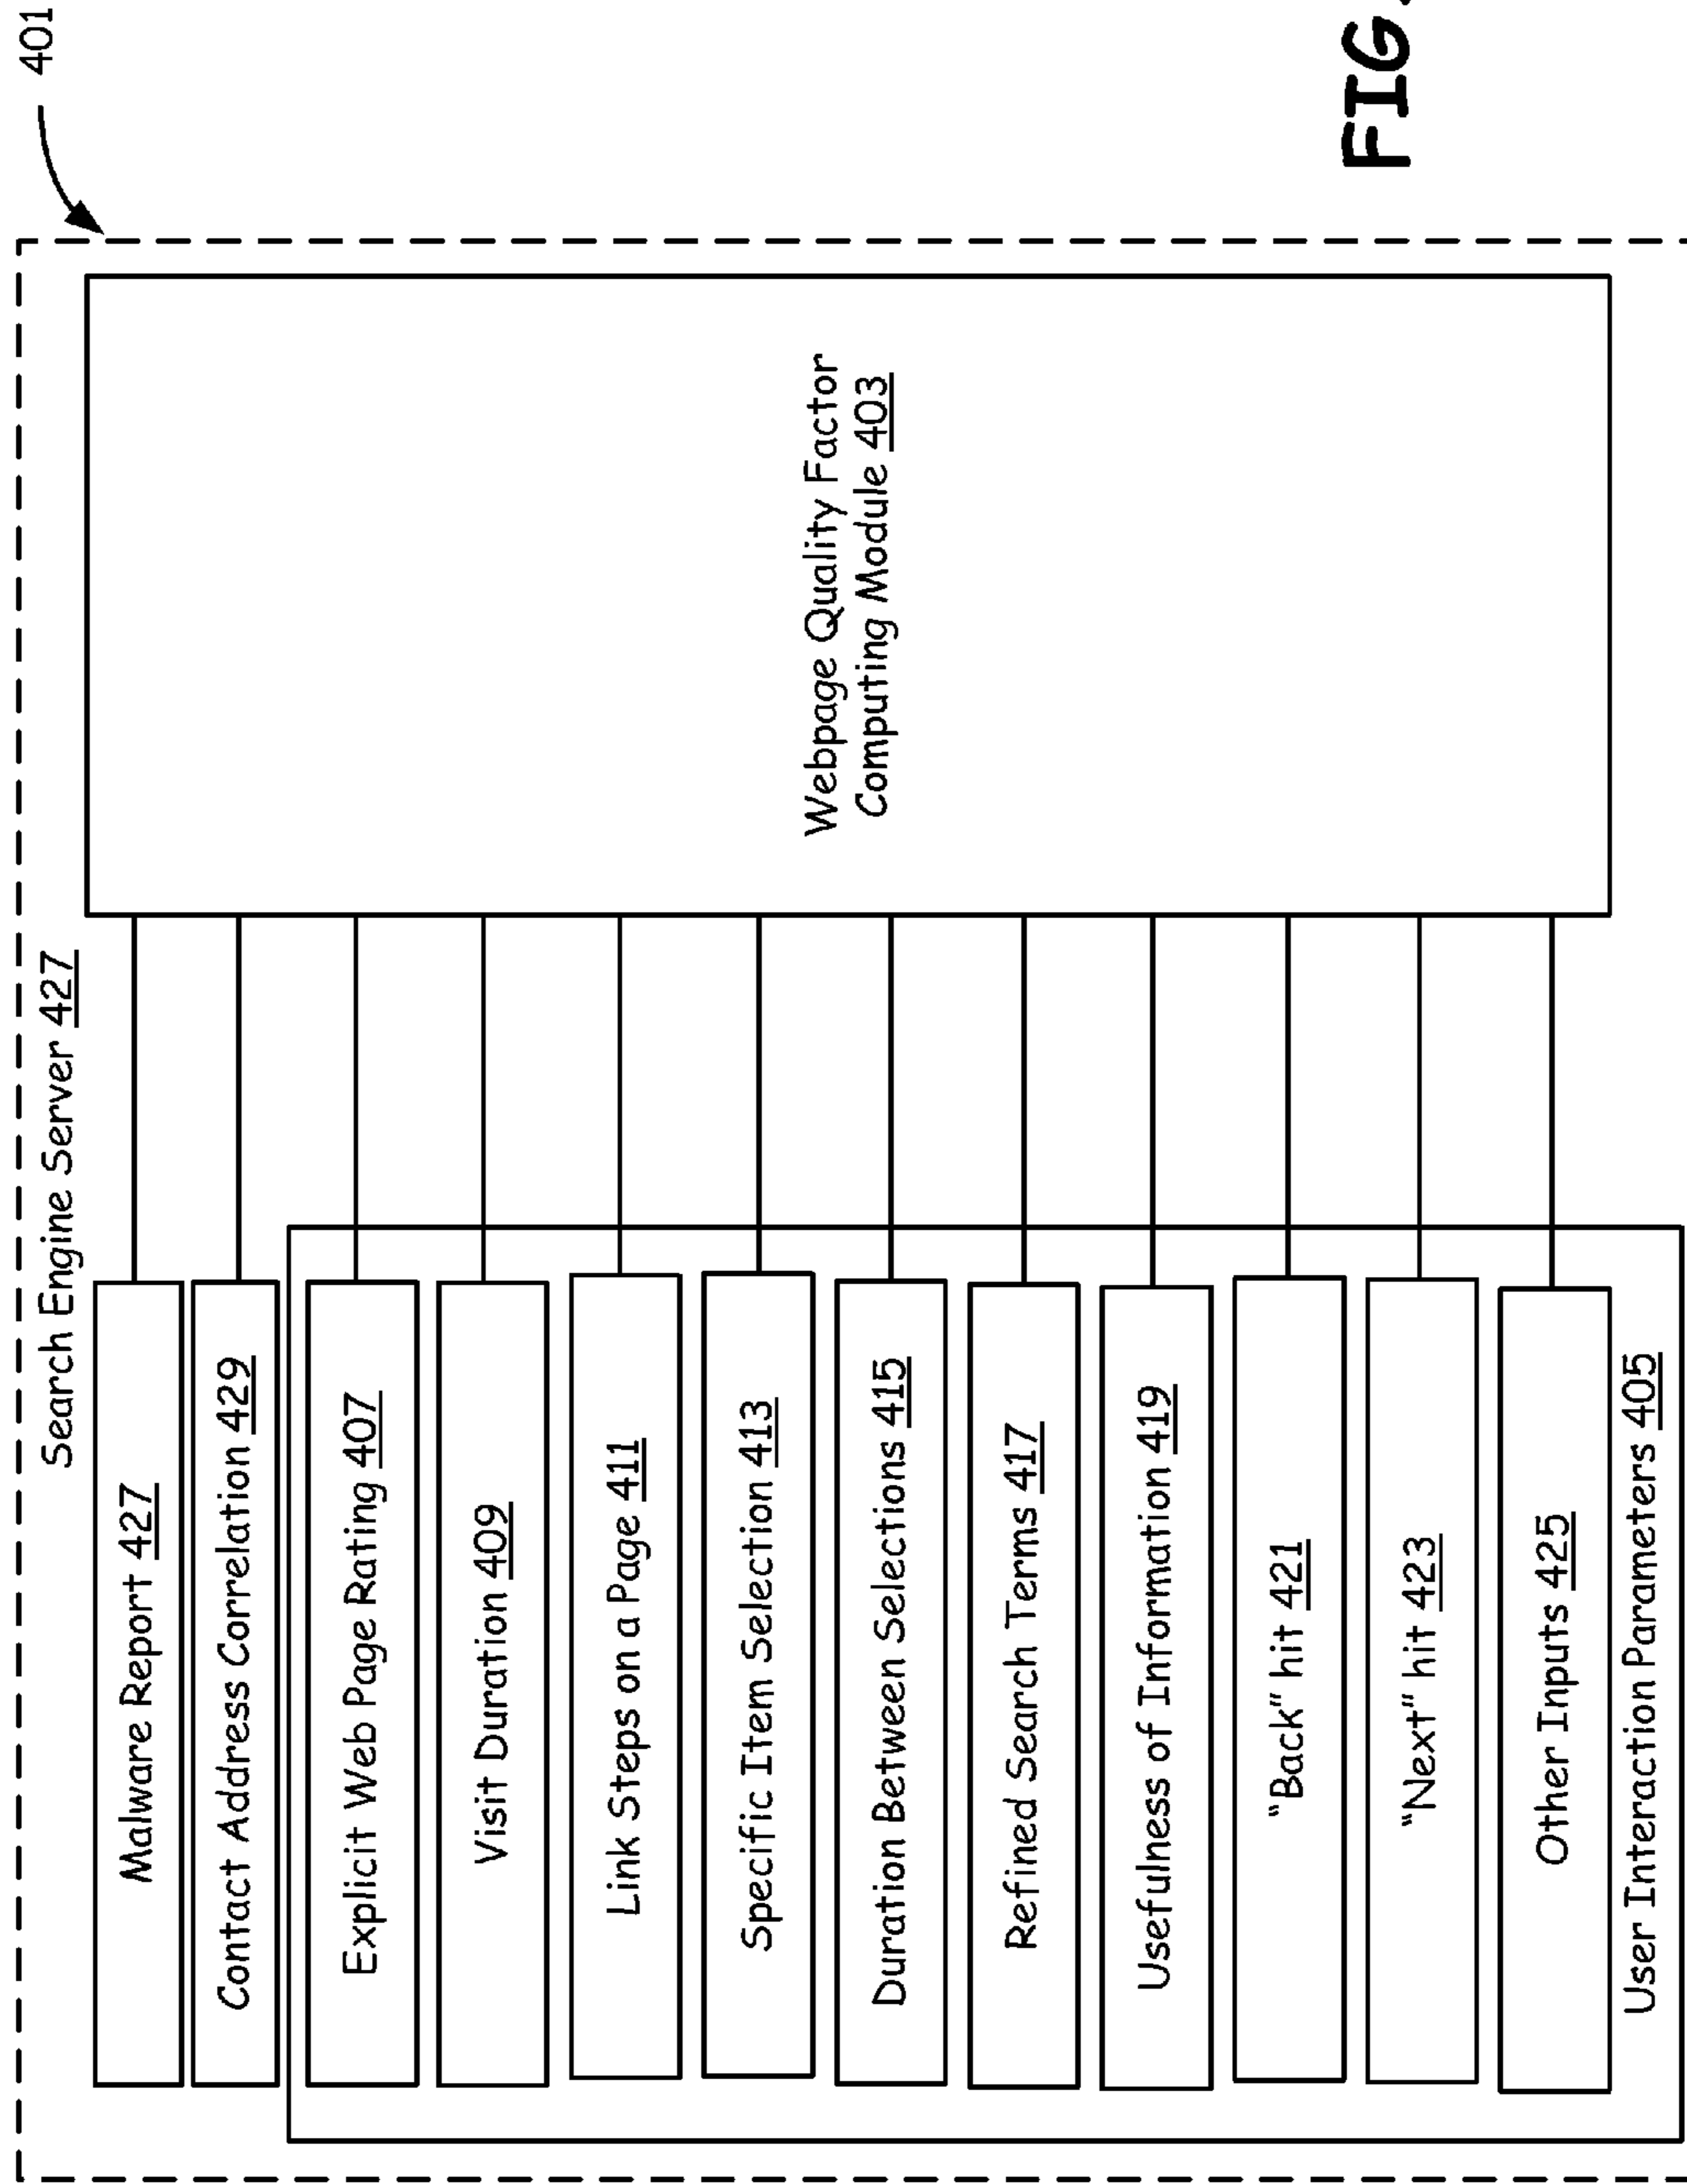 401
Search Engine Server 427
Malware Report 427
Contact Address Correlation 429
Explicit Web Page Rating 407
Visit Duration 409
Link Steps on a Page 411
Specific Item Selection 413
Duration Between Selections 415
Refined Search Terms 417
Usefulness of Information 419
"Back" hit 421
"Next" hit 423
Other Inputs 425
User Interaction Parameters 405
Webpage Quality Factor
Computing Module 403
FIG.